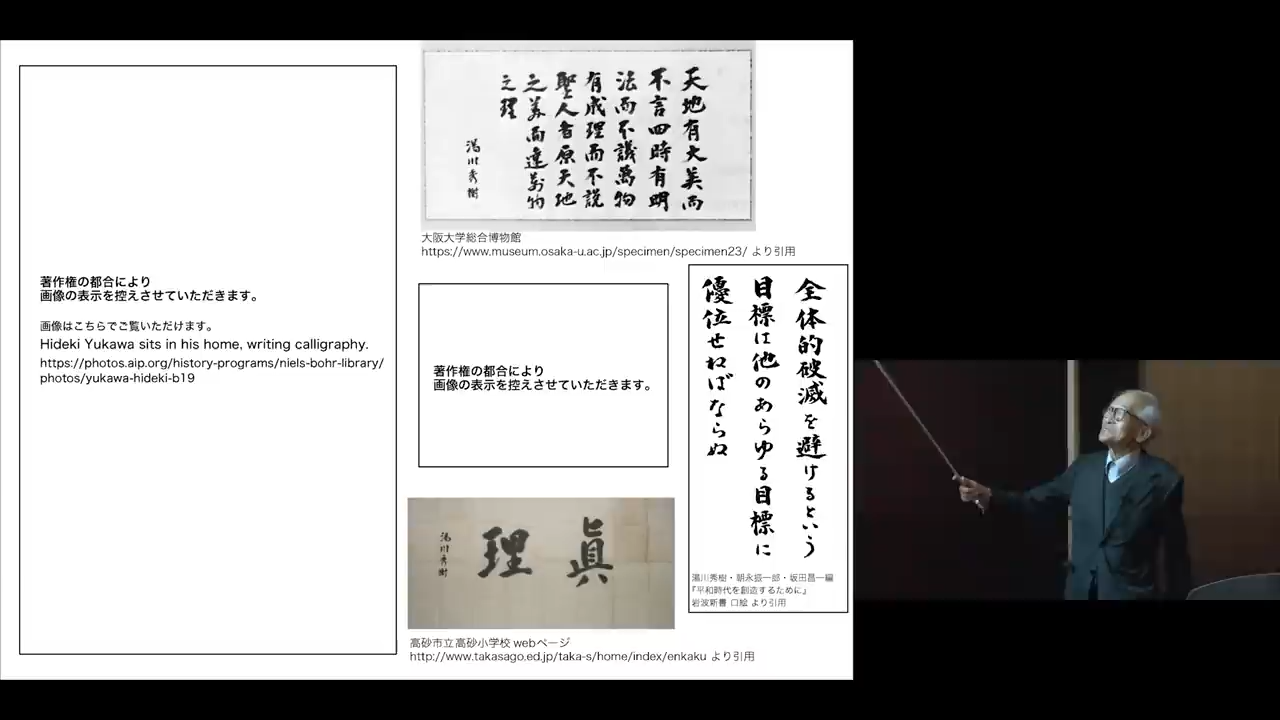 著作権の都合により
画像の表示を控えさせていただきます。
画像はこちらでご覧いただけます。
Hideki Yukawa sits in his home, writing calligraphy.
https://photos.aip.org/history-programs/niels-bohr-library/
photos/yukawa-hideki-b19
天地有大美而
不言四時有明
法而不議萬物
有成理而不説
聖人者原天地
之美而達萬物
之理
湯川秀樹
大阪大学総合博物館
https://www.museum.osaka-u.ac.jp/specimen/specimen23/ より引用
著作権の都合により
画像の表示を控えさせていただきます。
全体的破滅を避けるという
目標は他のあらゆる目標に
優位せねばならぬ
湯川秀樹・朝永振一郎・坂田昌一編
『平和時代を創造するために』
岩波新書 口絵 より引用
眞理
湯川秀樹
高砂市立高砂小学校 webページ
http://www.takasago.ed.jp/taka-s/home/index/enkaku より引用